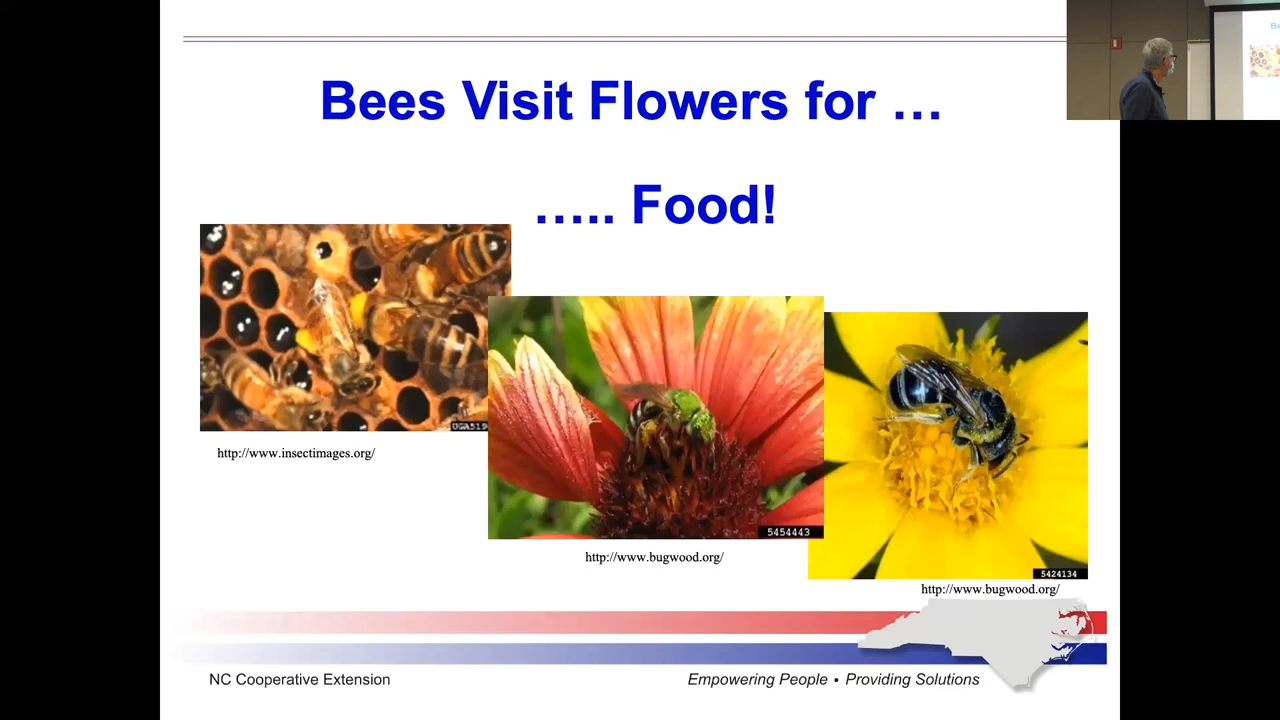 Bees Visit Flowers for …
….. Food!
http://www.insectimages.org/
5454443
http://www.bugwood.org/
5424134
http://www.bugwood.org/
NC Cooperative Extension
Empowering People • Providing Solutions